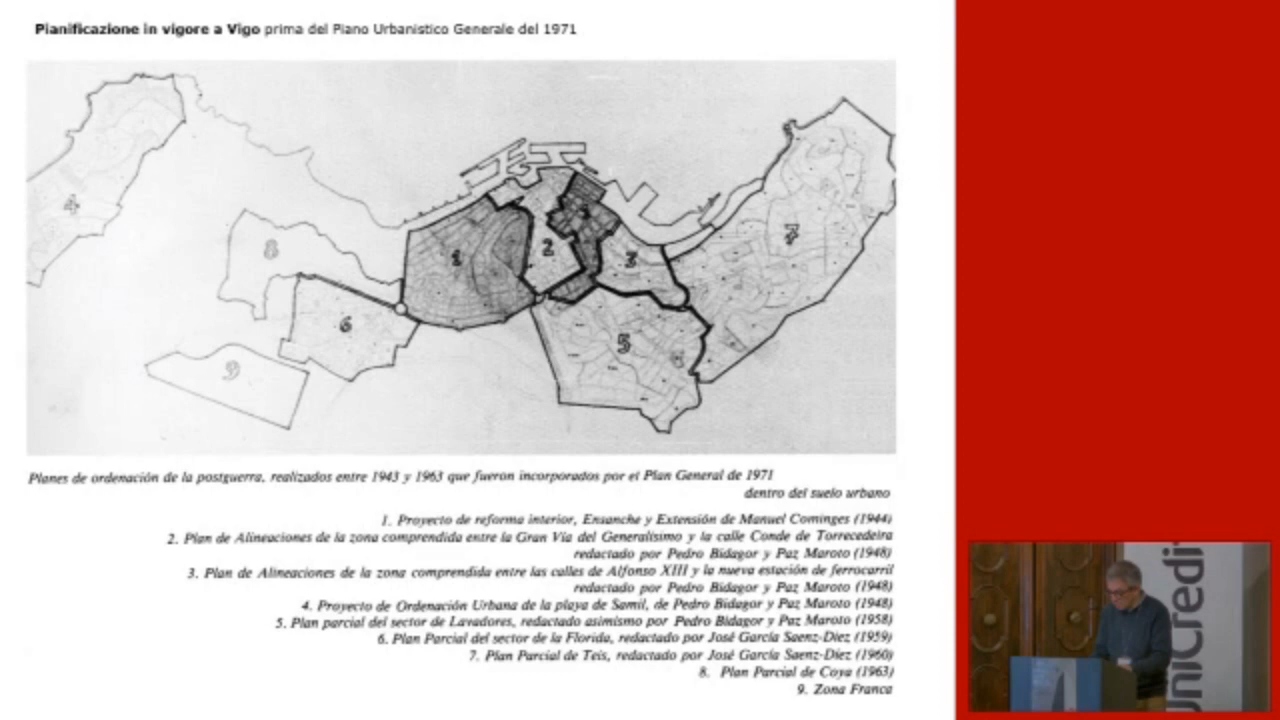 Pianificazione in vigore a Vigo prima del Piano Urbanistico Generale del 1971
4
8
1
2
3
7
6
5
9
Planes de ordenación de la postguerra, realizados entre 1943 y 1963 que fueron incorporados por el Plan General de 1971
dentro del suelo urbano
1. Proyecto de reforma interior, Ensanche y Extensión de Manuel Cominges (1944)
2. Plan de Alineaciones de la zona comprendida entre la Gran Vía del Generalísimo y la calle Conde de Torrecedeira
redactado por Pedro Bidagor y Paz Maroto (1948)
3. Plan de Alineaciones de la zona comprendida entre las calles de Alfonso XIII y la nueva estación de ferrocarril
redactado por Pedro Bidagor y Paz Maroto (1948)
4. Proyecto de Ordenación Urbana de la playa de Samil, de Pedro Bidagor y Paz Maroto (1948)
5. Plan parcial del sector de Lavadores, redactado asimismo por Pedro Bidagor y Paz Maroto (1958)
6. Plan Parcial del sector de la Florida, redactado por José García Saenz-Díez (1959)
7. Plan Parcial de Teis, redactado por José García Saenz-Díez (1960)
8. Plan Parcial de Coya (1963)
9. Zona Franca
UniCredit